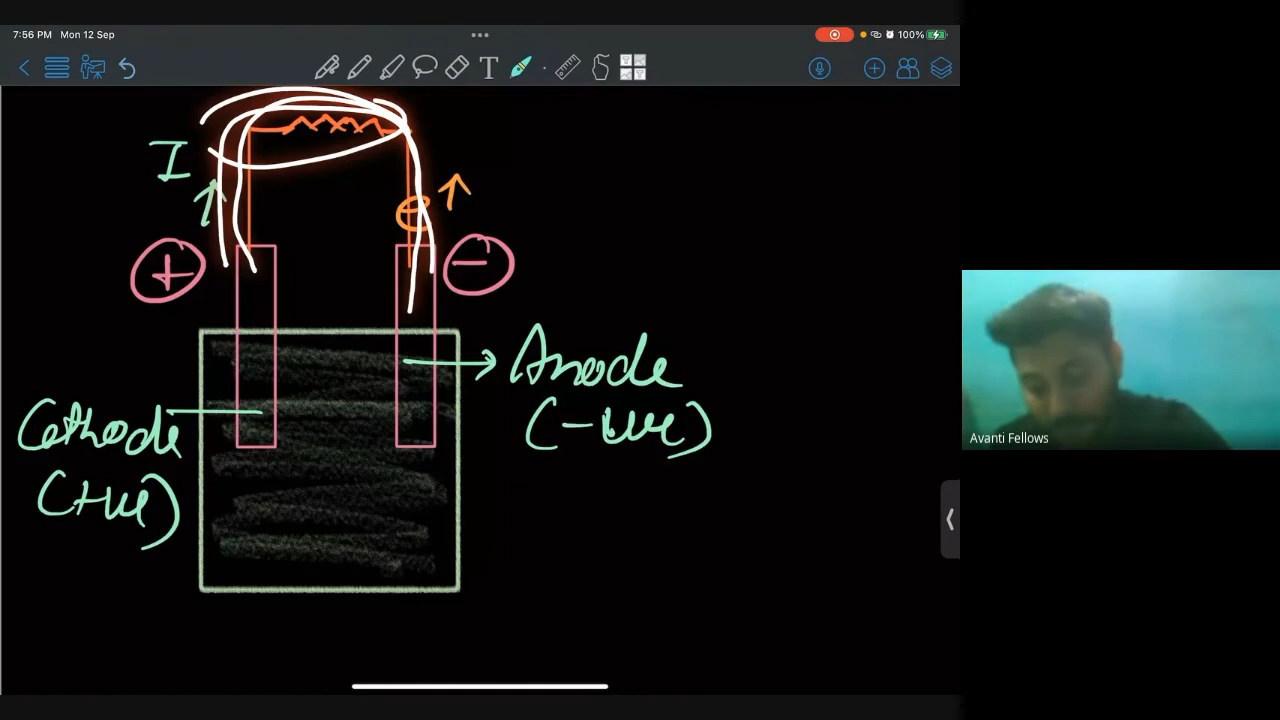 7:56 PM Mon 12 Sep
100%
T
I
e
+
-
Anode
(-ve)
Cathode
(+ve)
Avanti Fellows